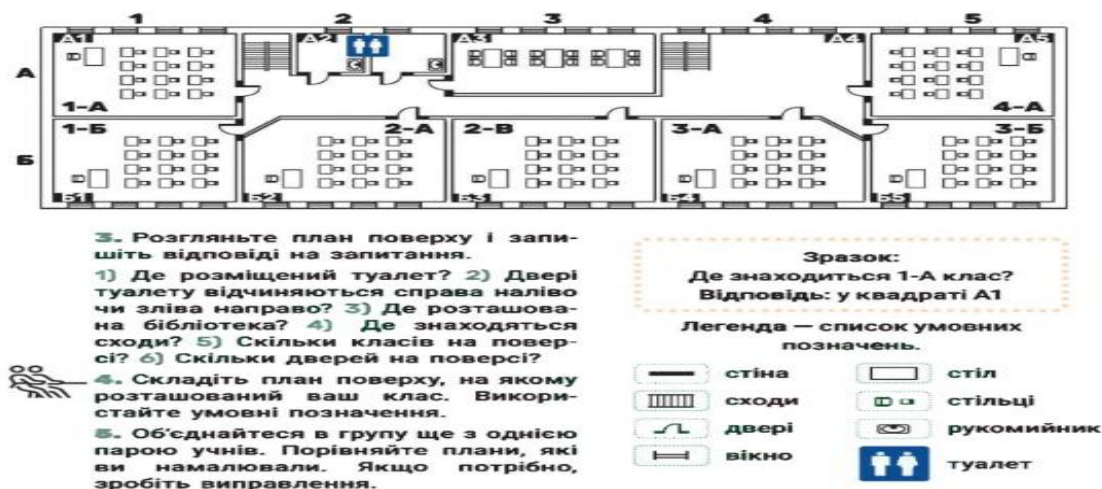 1 2 3 4 5
А1 А2 А3 А4 А5
А
1-А 4-А
1-Б 2-А 2-В 3-А 3-Б
Б
Б1 Б2 Б3 Б4 Б5
3. Розгляньте план поверху і запи-
шіть відповіді на запитання.
1) Де розміщений туалет? 2) Двері
туалету відчиняються справа наліво
чи зліва направо? 3) Де розташова-
на бібліотека? 4) Де знаходяться
сходи? 5) Скільки класів на повер-
сі? 6) Скільки дверей на поверсі?
4. Складіть план поверху, на якому
розташований ваш клас. Викори-
стайте умовні позначення.
5. Об'єднайтеся в групу ще з однією
парою учнів. Порівняйте плани, які
ви намалювали. Якщо потрібно,
зробіть виправлення.
Зразок:
Де знаходиться 1-А клас?
Відповідь: у квадраті А1
Легенда — список умовних
позначень.
стіна стіл
сходи стільці
двері рукомийник
вікно туалет